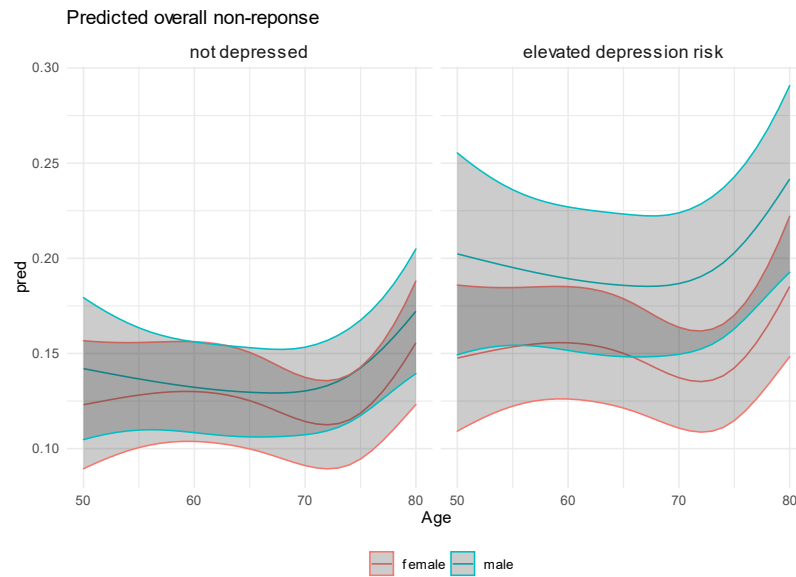 Predicted overall non-reponse
not depressed elevated depression risk
0.30
0.25
0.20
0.15
0.10
pred
50 60 70 80 50 60 70 80
Age
female male